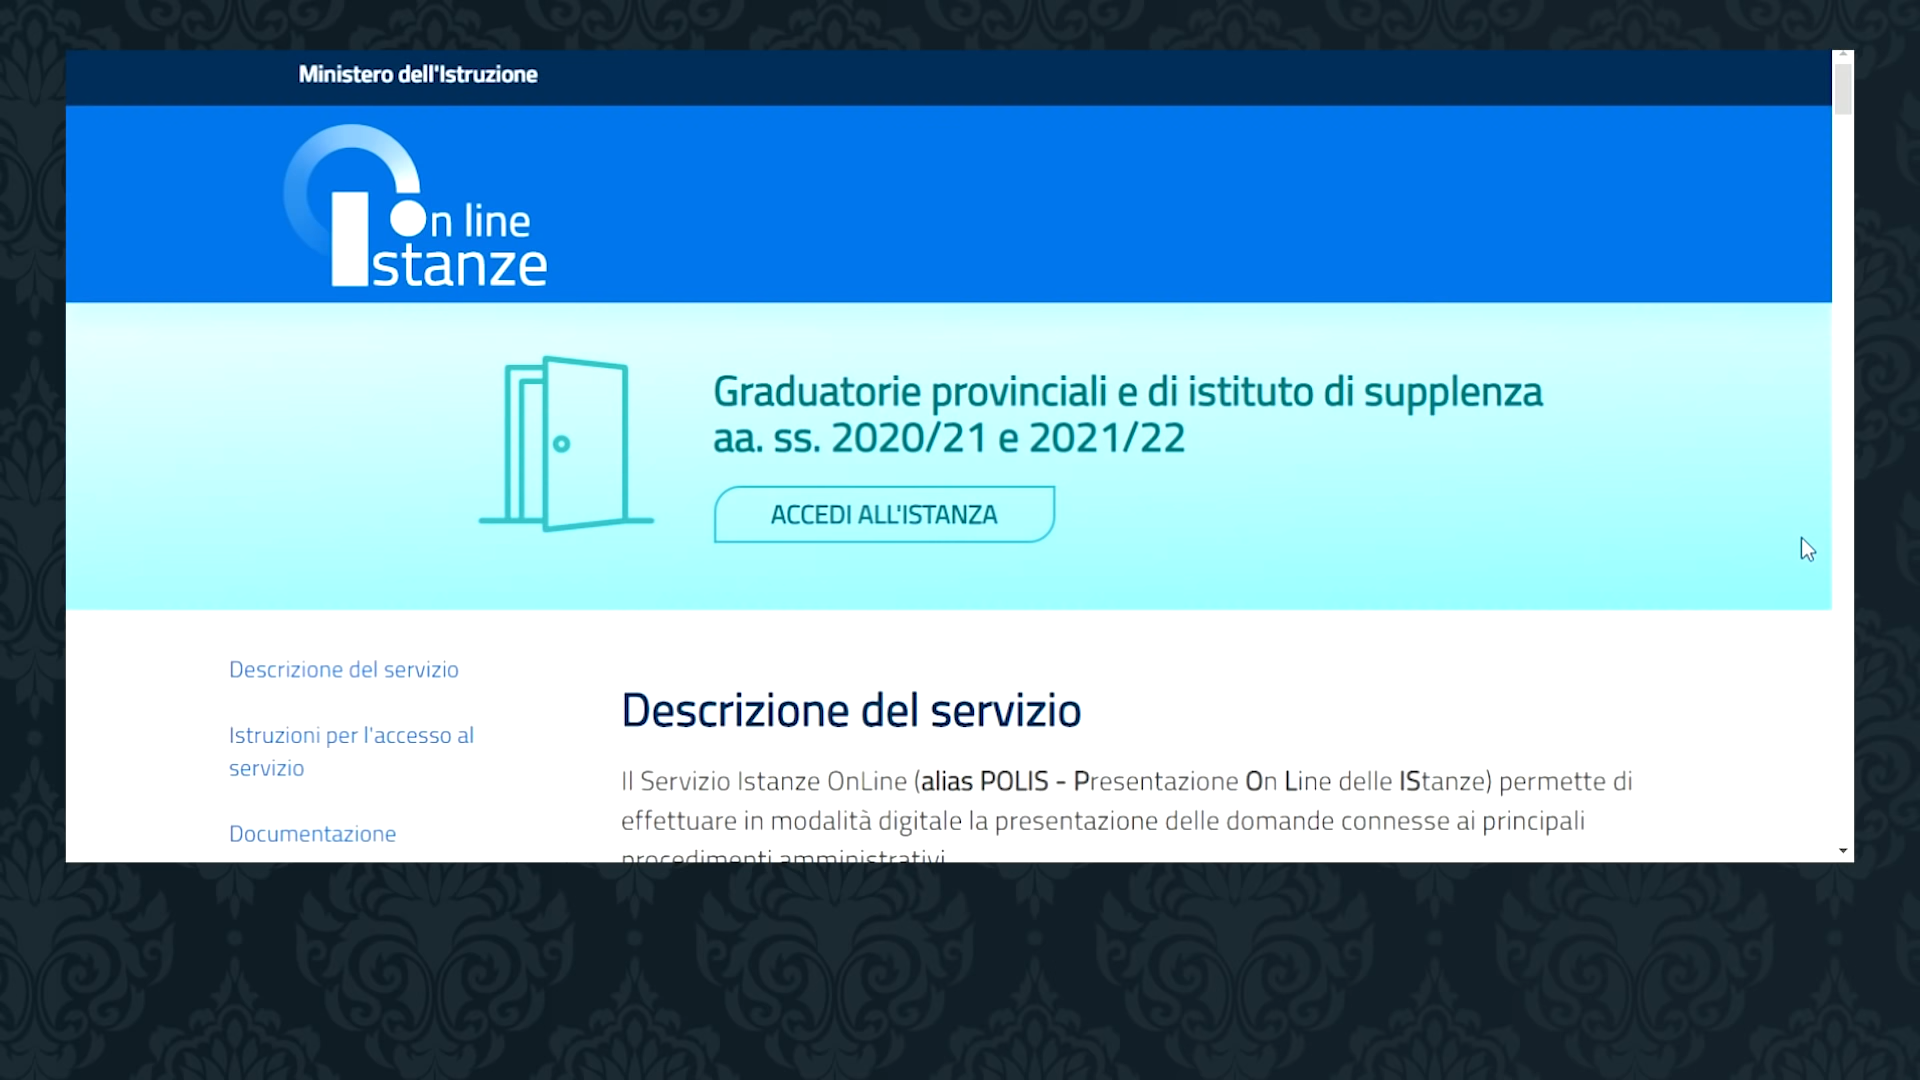 Ministero dell'Istruzione
On line
Istanze
Graduatorie provinciali e di istituto di supplenza
aa. ss. 2020/21 e 2021/22
ACCEDI ALL'ISTANZA
Descrizione del servizio
Istruzioni per l'accesso al
servizio
Documentazione
Descrizione del servizio
Il Servizio Istanze OnLine (alias POLIS - Presentazione On Line delle IStanze) permette di
effettuare in modalità digitale la presentazione delle domande connesse ai principali
procedimenti amministrativi.